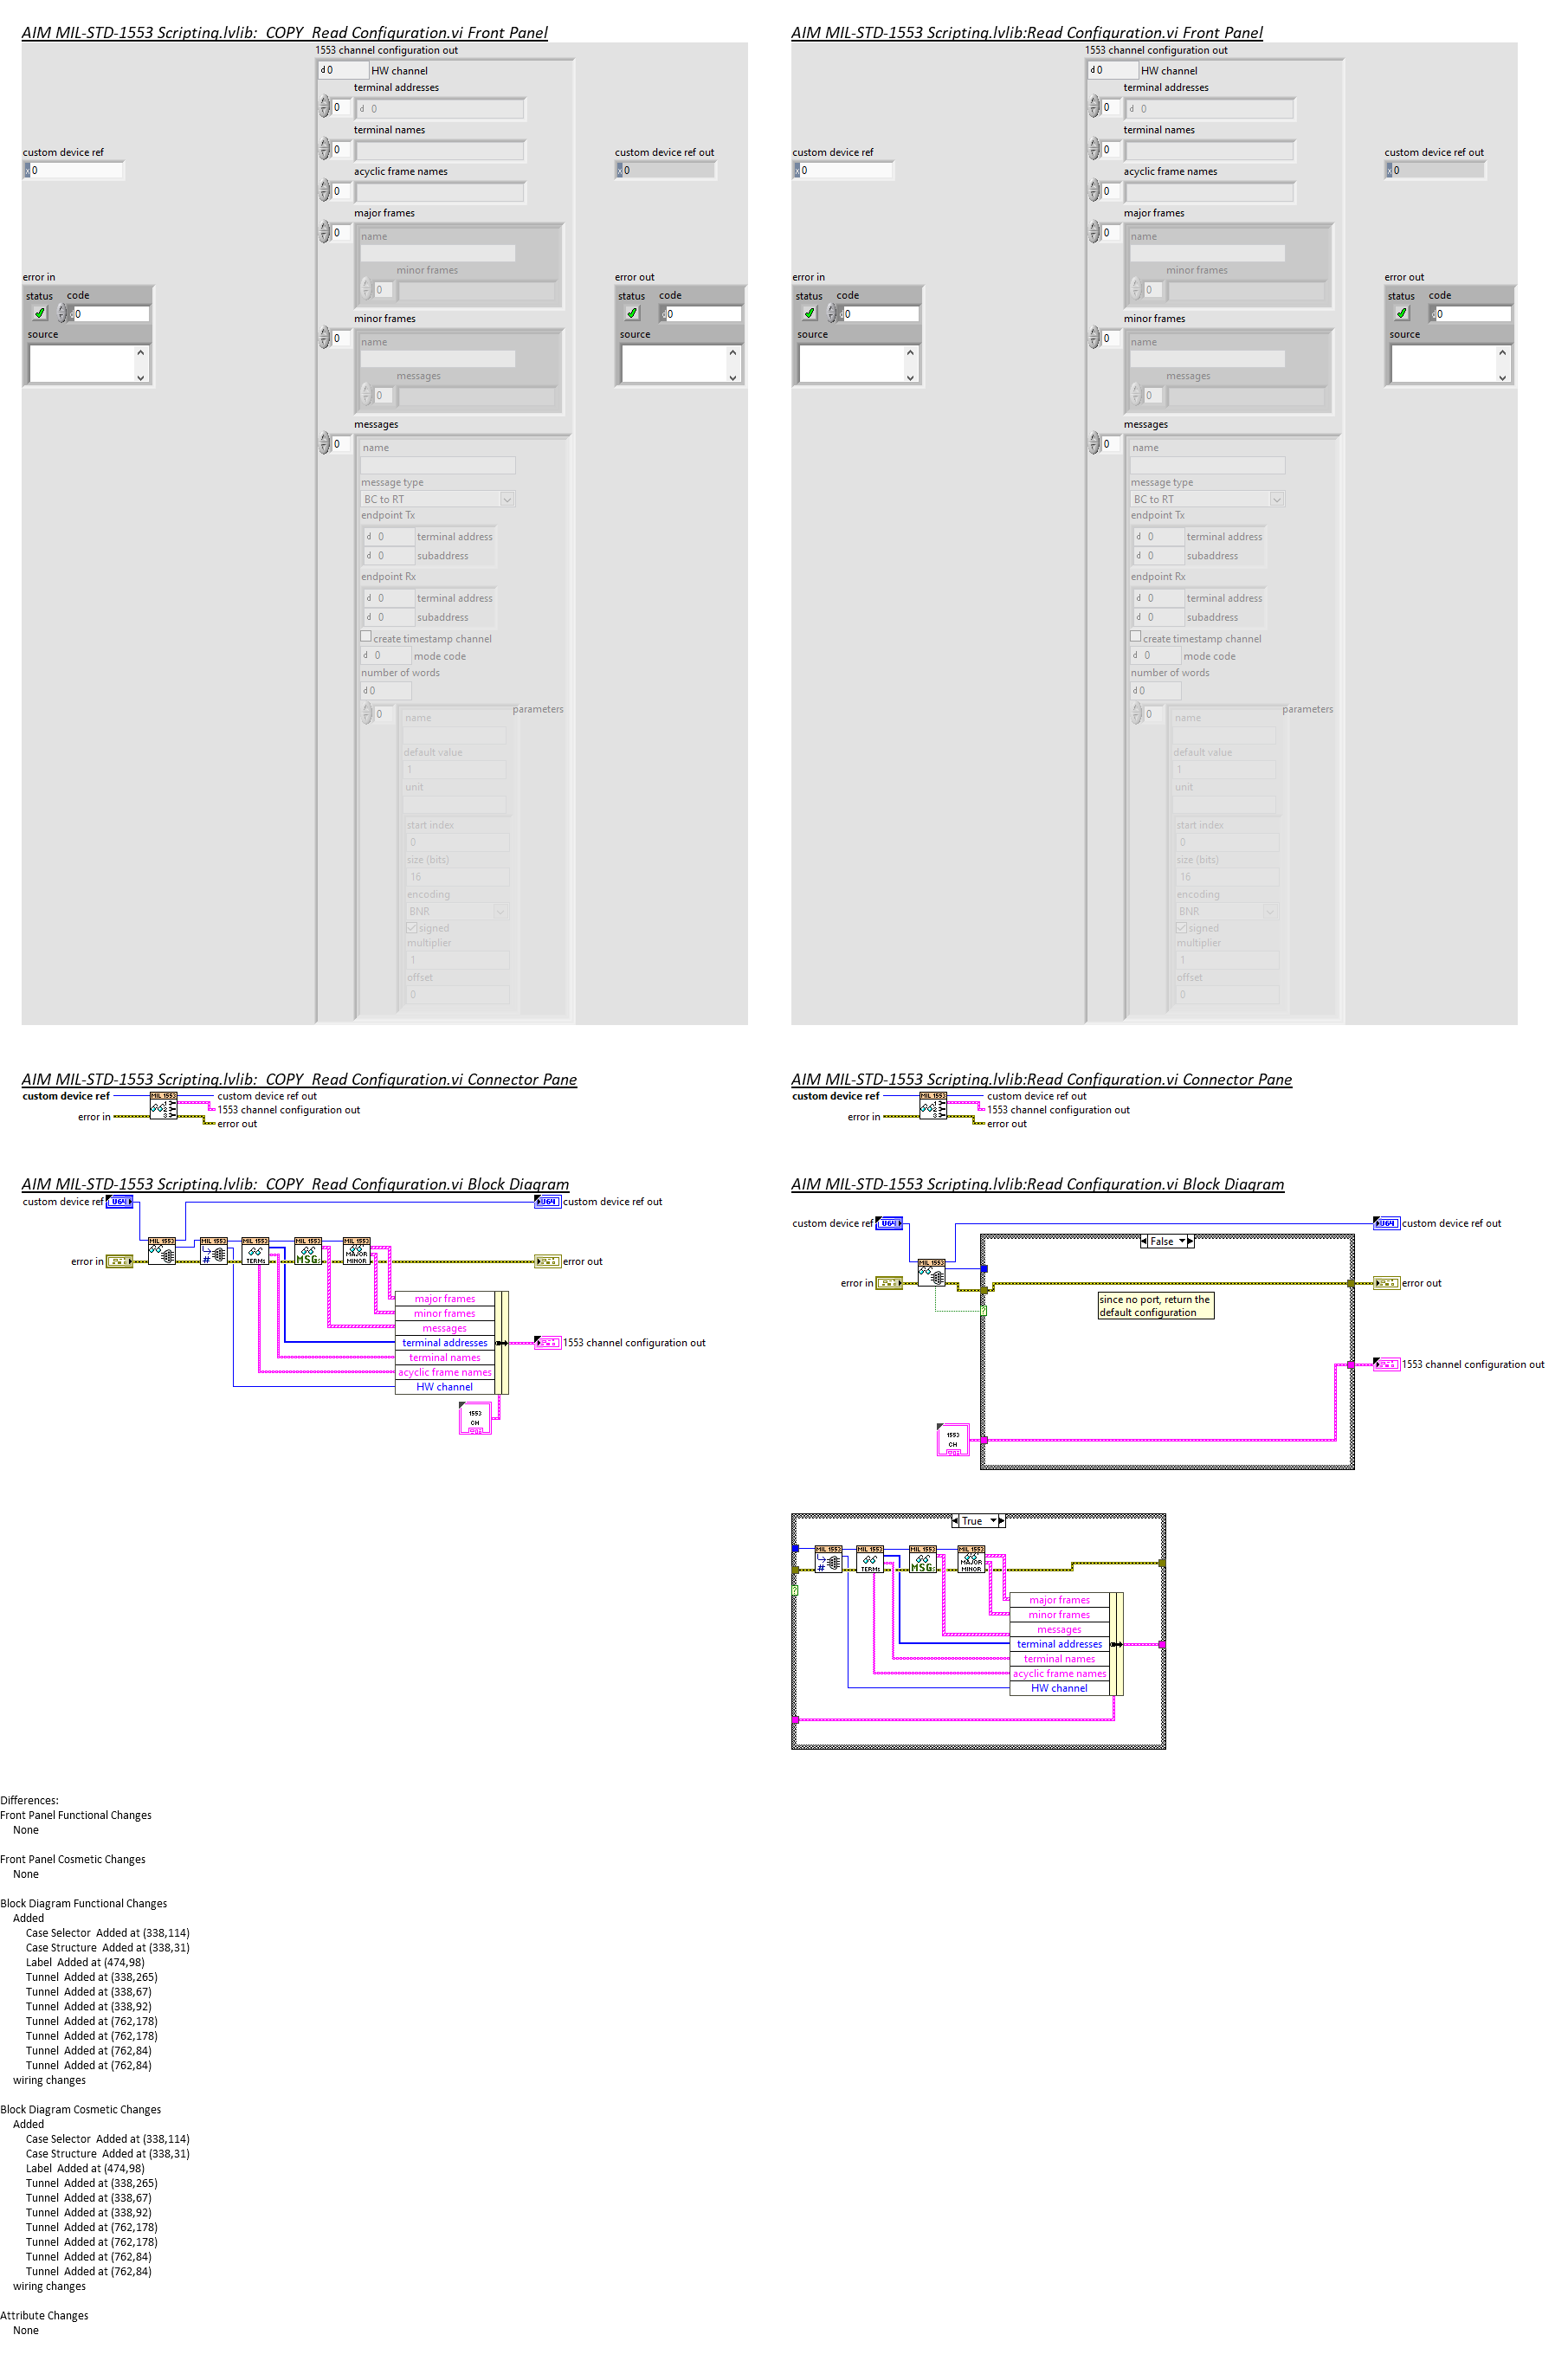 AIM MIL-STD-1553 Scripting.lvlib:_COPY_Read Configuration.vi Front Panel
1553 channel configuration out
d 0 HW channel
terminal addresses
0 d 0
terminal names
0
acyclic frame names
0
major frames
0
name
minor frames
0
minor frames
0
name
messages
0
messages
0
name
message type
BC to RT
endpoint Tx
d 0 terminal address
d 0 subaddress
endpoint Rx
d 0 terminal address
d 0 subaddress
create timestamp channel
d 0 mode code
number of words
d 0
0 parameters
name
default value
1
unit
start index
0
size (bits)
16
encoding
BNR
signed
multiplier
1
offset
0
custom device ref
x 0
error in
status code
d 0
source
custom device ref out
x 0
error out
status code
d 0
source
AIM MIL-STD-1553 Scripting.lvlib:Read Configuration.vi Front Panel
1553 channel configuration out
d 0 HW channel
terminal addresses
0 d 0
terminal names
0
acyclic frame names
0
major frames
0
name
minor frames
0
minor frames
0
name
messages
0
messages
0
name
message type
BC to RT
endpoint Tx
d 0 terminal address
d 0 subaddress
endpoint Rx
d 0 terminal address
d 0 subaddress
create timestamp channel
d 0 mode code
number of words
d 0
0 parameters
name
default value
1
unit
start index
0
size (bits)
16
encoding
BNR
signed
multiplier
1
offset
0
custom device ref
x 0
error in
status code
d 0
source
custom device ref out
x 0
error out
status code
d 0
source
AIM MIL-STD-1553 Scripting.lvlib:_COPY_Read Configuration.vi Connector Pane
custom device ref MIL 1553 custom device ref out
1553 channel configuration out
error in
error out
AIM MIL-STD-1553 Scripting.lvlib:Read Configuration.vi Connector Pane
custom device ref MIL 1553 custom device ref out
1553 channel configuration out
error in
error out
AIM MIL-STD-1553 Scripting.lvlib:_COPY_Read Configuration.vi Block Diagram
custom device ref U64 U64 custom device ref out
MIL 1553 MIL 1553 MIL 1553 MIL 1553 MIL 1553
# TERMs MSGs MAJOR MINOR
error in error out
major frames
minor frames
messages
terminal addresses
terminal names
acyclic frame names
HW channel
1553 channel configuration out
1553
CH
AIM MIL-STD-1553 Scripting.lvlib:Read Configuration.vi Block Diagram
custom device ref U64 U64 custom device ref out
False
MIL 1553
error in error out
?
since no port, return the
default configuration
1553 channel configuration out
1553
CH
True
MIL 1553 MIL 1553 MIL 1553 MIL 1553
# TERMs MSGs MAJOR MINOR
?
major frames
minor frames
messages
terminal addresses
terminal names
acyclic frame names
HW channel
Differences:
Front Panel Functional Changes
None
Front Panel Cosmetic Changes
None
Block Diagram Functional Changes
Added
Case Selector  Added at (338,114)
Case Structure  Added at (338,31)
Label  Added at (474,98)
Tunnel  Added at (338,265)
Tunnel  Added at (338,67)
Tunnel  Added at (338,92)
Tunnel  Added at (762,178)
Tunnel  Added at (762,178)
Tunnel  Added at (762,84)
Tunnel  Added at (762,84)
wiring changes
Block Diagram Cosmetic Changes
Added
Case Selector  Added at (338,114)
Case Structure  Added at (338,31)
Label  Added at (474,98)
Tunnel  Added at (338,265)
Tunnel  Added at (338,67)
Tunnel  Added at (338,92)
Tunnel  Added at (762,178)
Tunnel  Added at (762,178)
Tunnel  Added at (762,84)
Tunnel  Added at (762,84)
wiring changes
Attribute Changes
None